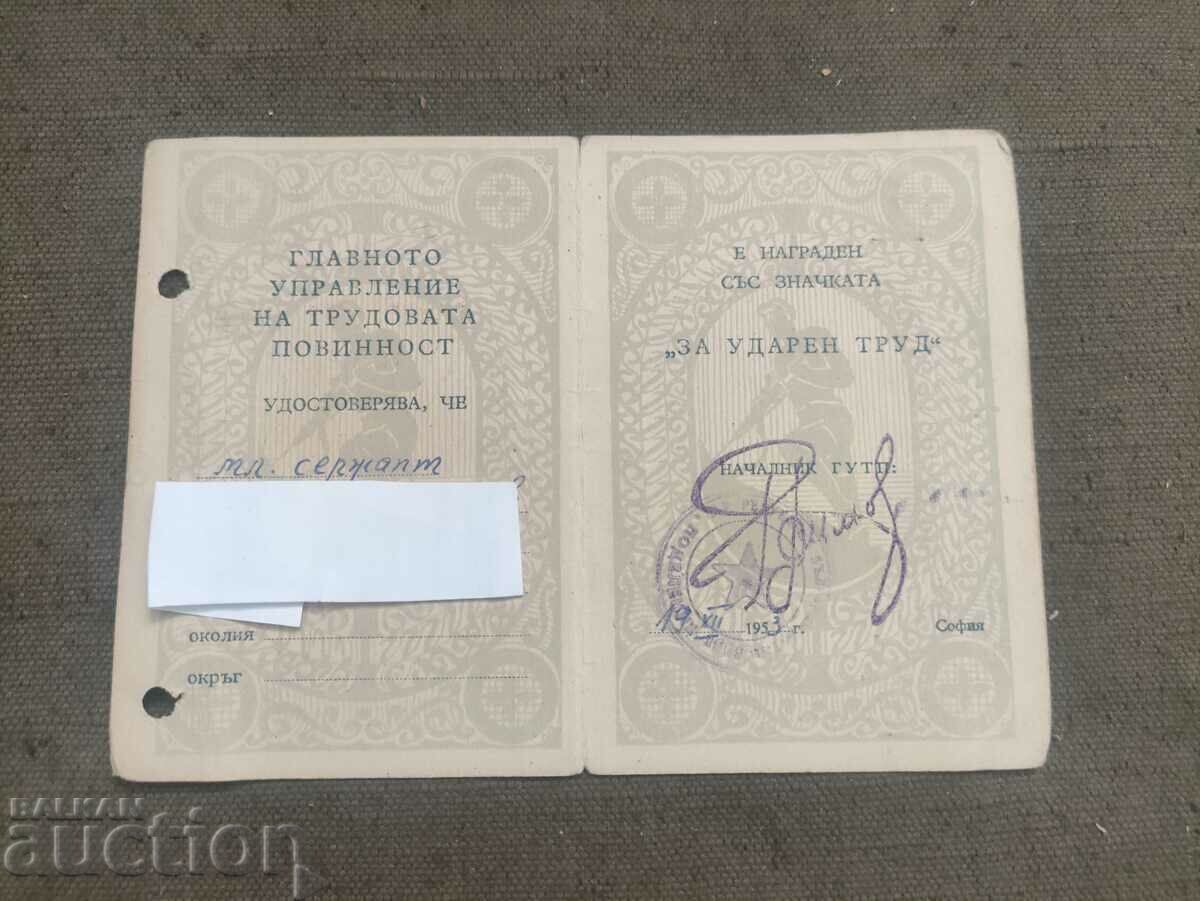 ГЛАВНОТО
УПРАВЛЕНИЕ
НА ТРУДОВАТА
ПОВИННОСТ
УДОСТОВЕРЯВА, ЧЕ
мл. сержант
околия
окръг
Е НАГРАДЕН
СЪС ЗНАЧКАТА
„ЗА УДАРЕН ТРУД“
НАЧАЛНИК ГУТП:
19 XII 1953 г.
София
BALKAN
auction